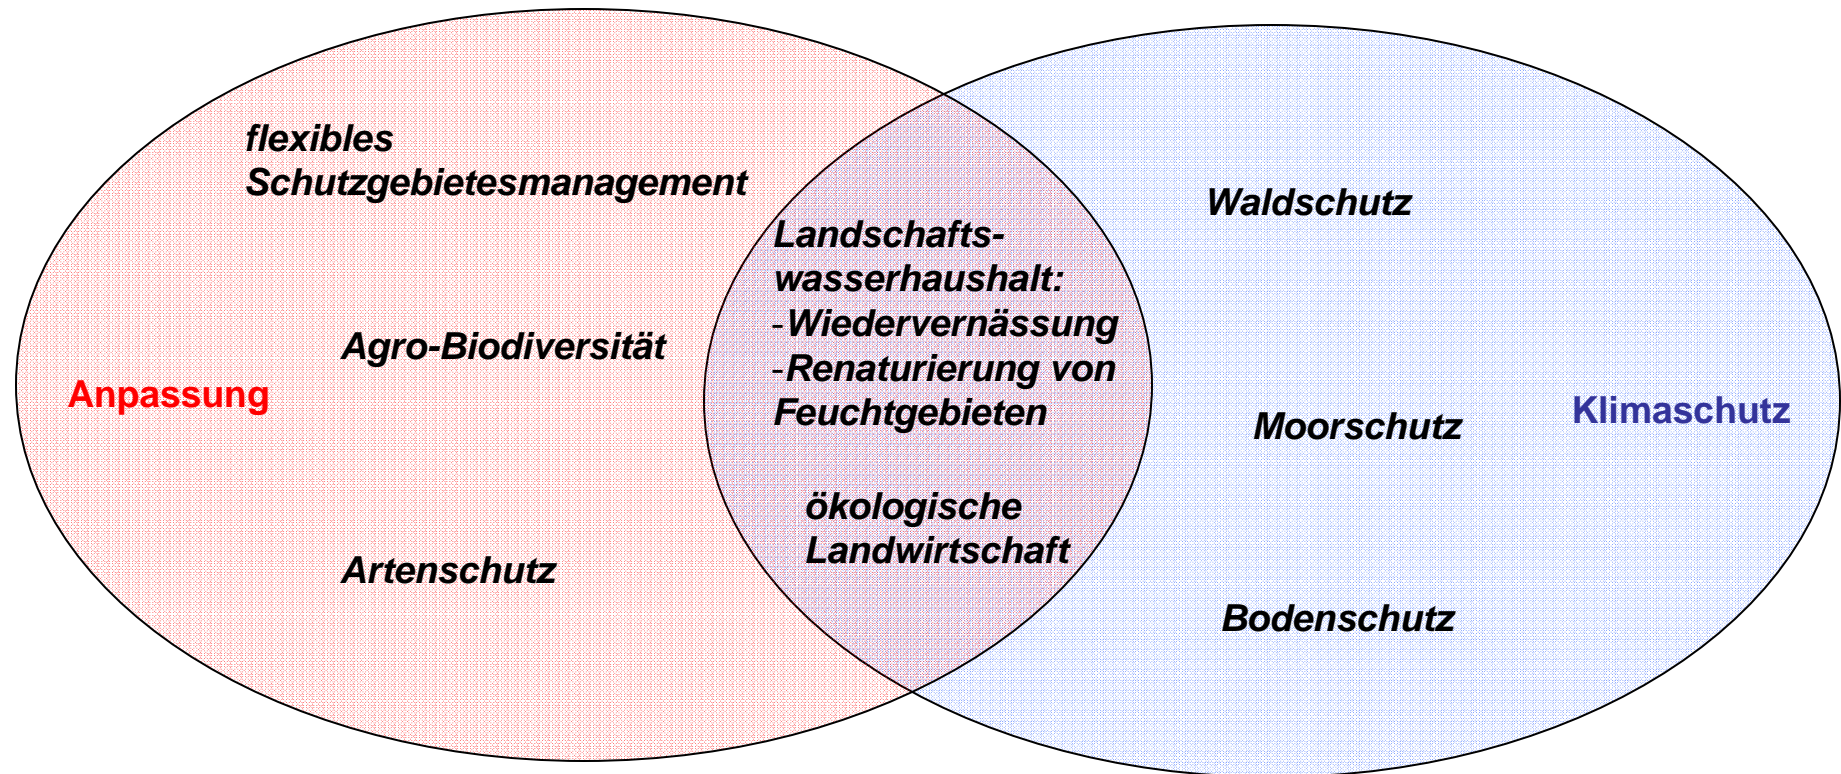 flexibles
Schutzgebietesmanagement
Agro-Biodiversität
Anpassung
Artenschutz
Landschafts-
wasserhaushalt:
-Wiedervernässung
-Renaturierung von
Feuchtgebieten
ökologische
Landwirtschaft
Waldschutz
Moorschutz
Klimaschutz
Bodenschutz